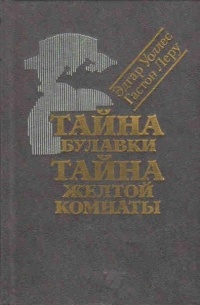 Эдгар Уоллес
Гастон Леру
ТАЙНА
БУЛАВКИ
ТАЙНА
ЖЕЛТОЙ
КОМНАТЫ